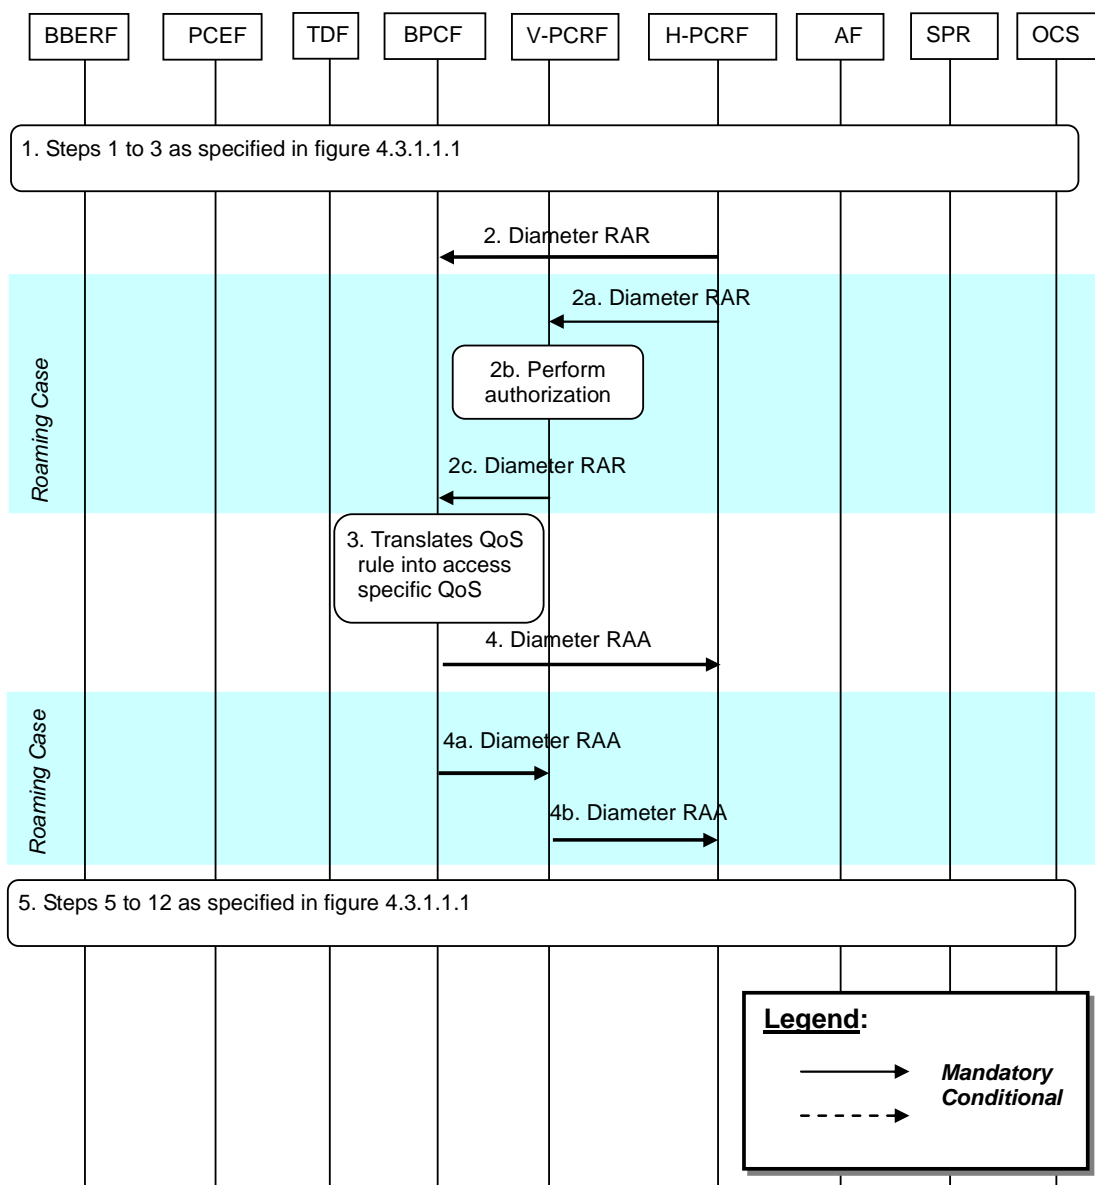 BBERF PCEF TDF BPCF V-PCRF H-PCRF AF SPR OCS
1. Steps 1 to 3 as specified in figure 4.3.1.1.1
2. Diameter RAR
Roaming Case
2a. Diameter RAR
2b. Perform
authorization
2c. Diameter RAR
3. Translates QoS
rule into access
specific QoS
4. Diameter RAA
Roaming Case
4a. Diameter RAA
4b. Diameter RAA
5. Steps 5 to 12 as specified in figure 4.3.1.1.1
Legend:
Mandatory
Conditional